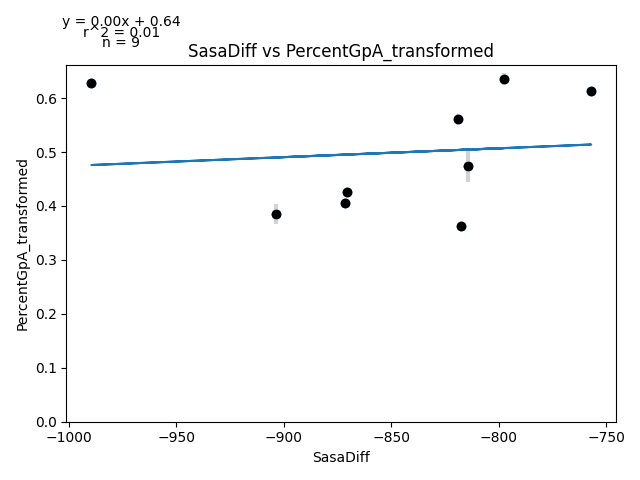 y = 0.00x + 0.64
r^2 = 0.01
n = 9
SasaDiff vs PercentGpA_transformed
PercentGpA_transformed
0.6
0.5
0.4
0.3
0.2
0.1
0.0
−1000 −950 −900 −850 −800 −750
SasaDiff